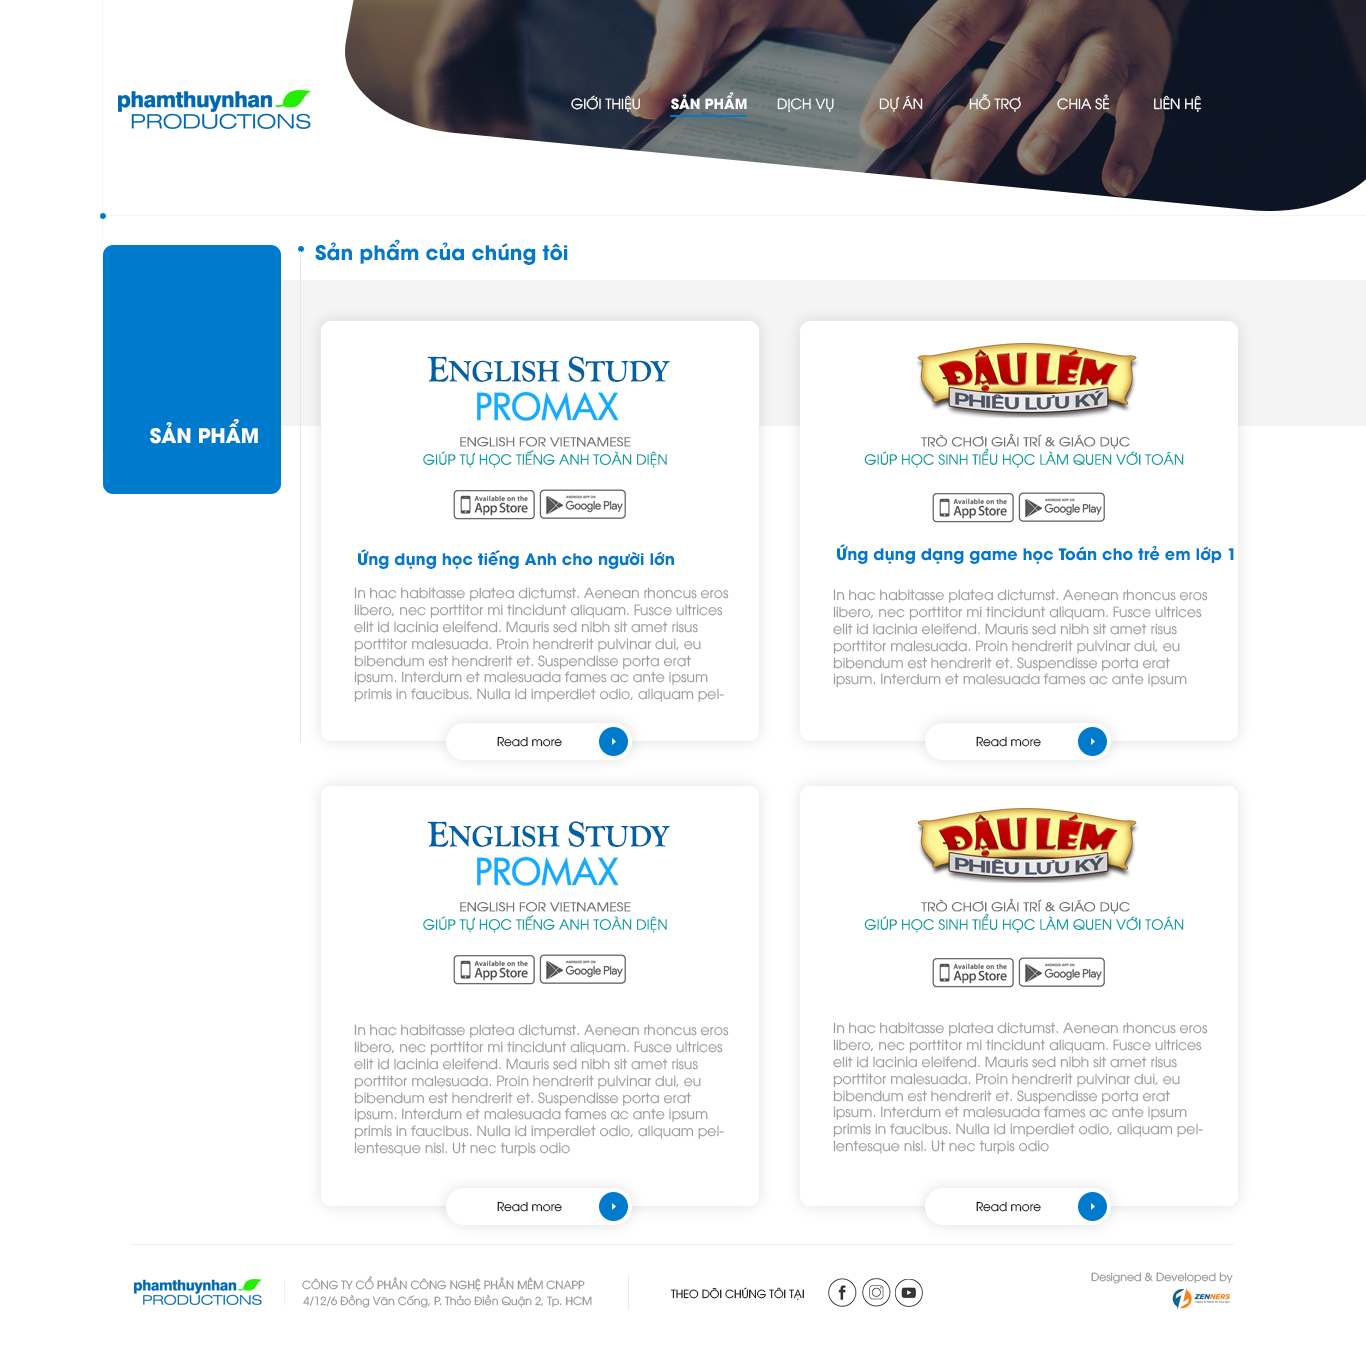 phamthuynhan
PRODUCTIONS
GIỚI THIỆU SẢN PHẨM DỊCH VỤ DỰ ÁN HỖ TRỢ CHIA SẺ LIÊN HỆ
SẢN PHẨM
Sản phẩm của chúng tôi
ENGLISH STUDY
PROMAX
ENGLISH FOR VIETNAMESE
GIÚP TỰ HỌC TIẾNG ANH TOÀN DIỆN
Available on the
App Store
ANDROID APP ON
Google Play
Ứng dụng học tiếng Anh cho người lớn
In hac habitasse platea dictumst. Aenean rhoncus eros
libero, nec porttitor mi tincidunt aliquam. Fusce ultrices
elit id lacinia eleifend. Mauris sed nibh sit amet risus
porttitor malesuada. Proin hendrerit pulvinar dui, eu
bibendum est hendrerit et. Suspendisse porta erat
ipsum. Interdum et malesuada fames ac ante ipsum
primis in faucibus. Nulla id imperdiet odio, aliquam pel-
Read more
ĐẬU LÉM
PHIÊU LƯU KÝ
TRÒ CHƠI GIẢI TRÍ & GIÁO DỤC
GIÚP HỌC SINH TIỂU HỌC LÀM QUEN VỚI TOÁN
Available on the
App Store
ANDROID APP ON
Google Play
Ứng dụng dạng game học Toán cho trẻ em lớp 1
In hac habitasse platea dictumst. Aenean rhoncus eros
libero, nec porttitor mi tincidunt aliquam. Fusce ultrices
elit id lacinia eleifend. Mauris sed nibh sit amet risus
porttitor malesuada. Proin hendrerit pulvinar dui, eu
bibendum est hendrerit et. Suspendisse porta erat
ipsum. Interdum et malesuada fames ac ante ipsum
Read more
ENGLISH STUDY
PROMAX
ENGLISH FOR VIETNAMESE
GIÚP TỰ HỌC TIẾNG ANH TOÀN DIỆN
Available on the
App Store
ANDROID APP ON
Google Play
In hac habitasse platea dictumst. Aenean rhoncus eros
libero, nec porttitor mi tincidunt aliquam. Fusce ultrices
elit id lacinia eleifend. Mauris sed nibh sit amet risus
porttitor malesuada. Proin hendrerit pulvinar dui, eu
bibendum est hendrerit et. Suspendisse porta erat
ipsum. Interdum et malesuada fames ac ante ipsum
primis in faucibus. Nulla id imperdiet odio, aliquam pel-
lentesque nisl. Ut nec turpis odio
Read more
ĐẬU LÉM
PHIÊU LƯU KÝ
TRÒ CHƠI GIẢI TRÍ & GIÁO DỤC
GIÚP HỌC SINH TIỂU HỌC LÀM QUEN VỚI TOÁN
Available on the
App Store
ANDROID APP ON
Google Play
In hac habitasse platea dictumst. Aenean rhoncus eros
libero, nec porttitor mi tincidunt aliquam. Fusce ultrices
elit id lacinia eleifend. Mauris sed nibh sit amet risus
porttitor malesuada. Proin hendrerit pulvinar dui, eu
bibendum est hendrerit et. Suspendisse porta erat
ipsum. Interdum et malesuada fames ac ante ipsum
primis in faucibus. Nulla id imperdiet odio, aliquam pel-
lentesque nisl. Ut nec turpis odio
Read more
phamthuynhan
PRODUCTIONS
CÔNG TY CỔ PHẦN CÔNG NGHỆ PHẦN MỀM CNAPP
4/12/6 Đồng Văn Cống, P. Thảo Điền Quận 2, Tp. HCM
THEO DÕI CHÚNG TÔI TẠI
Designed & Developed by
ZENNERS